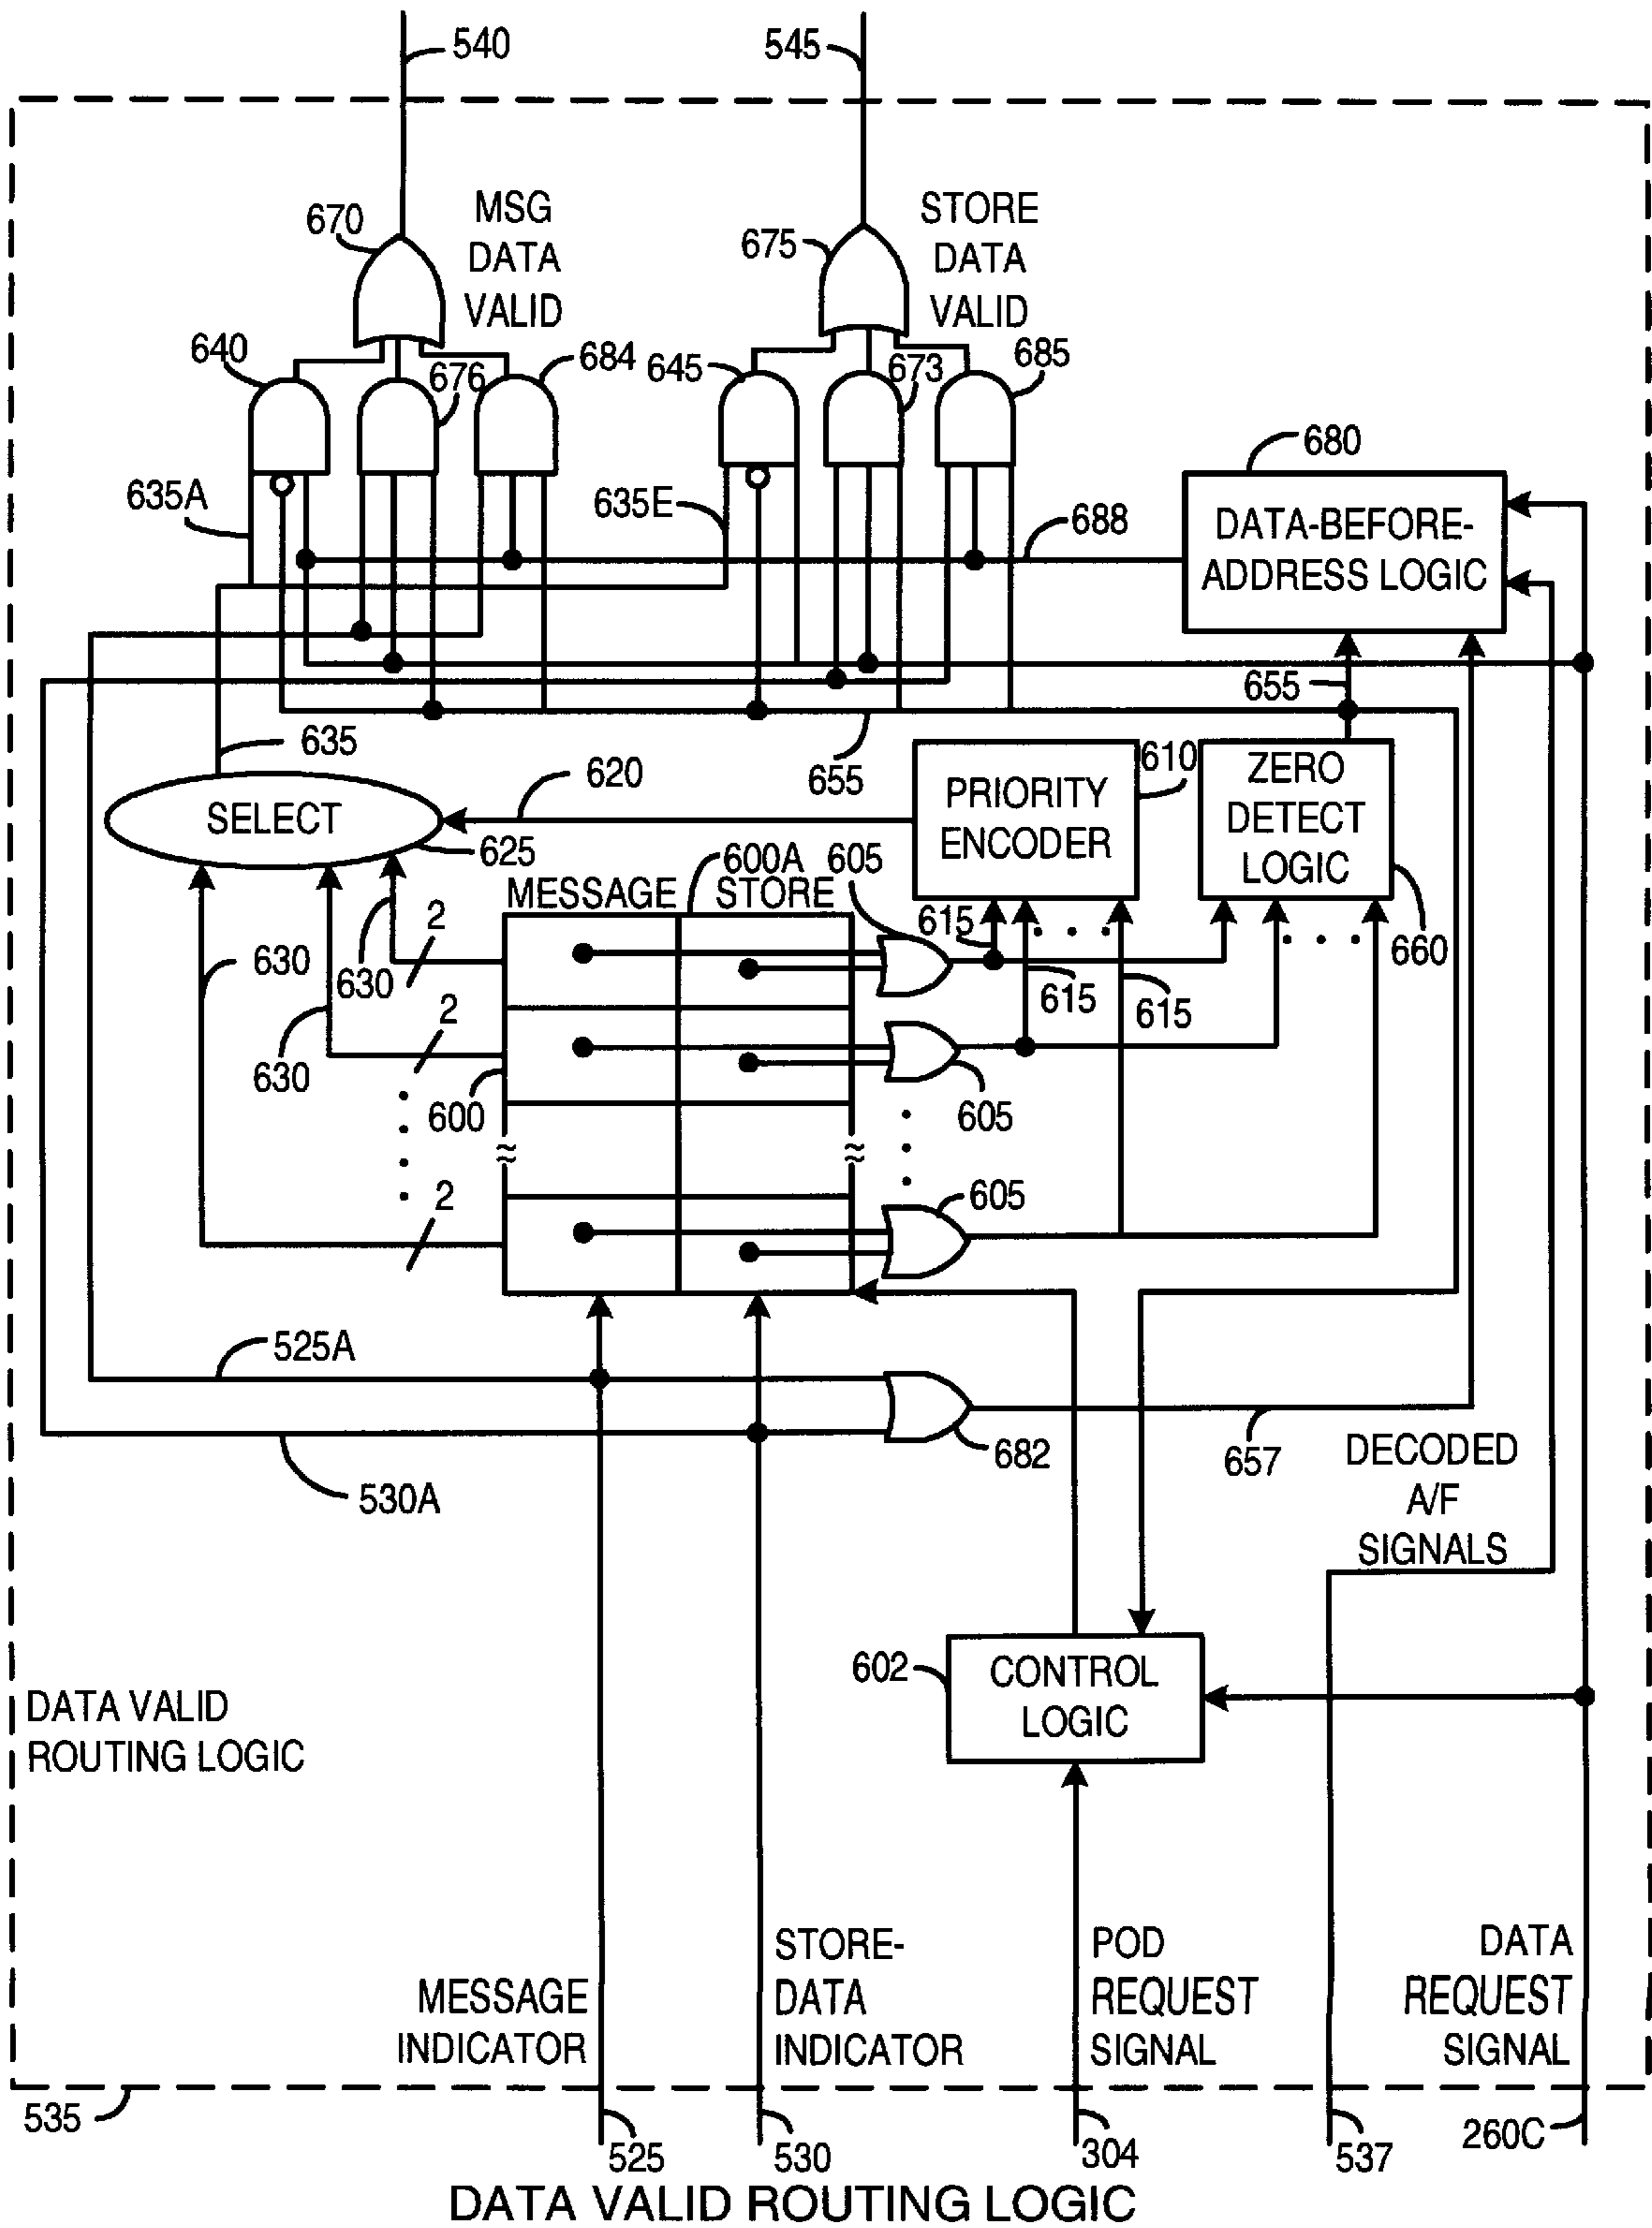 540
545
670
MSG
DATA
VALID
675
STORE
DATA
VALID
640
676
684
645
673
685
635A
635E
688
680
DATA-BEFORE-
ADDRESS LOGIC
655
635
620
655
610
PRIORITY
ENCODER
ZERO
DETECT
LOGIC
660
SELECT
625
600A
605
MESSAGE
STORE
615
630
630
2
615
615
630
2
600
605
2
605
525A
530A
682
657
DECODED
A/F
SIGNALS
602
CONTROL
LOGIC
DATA VALID
ROUTING LOGIC
MESSAGE
INDICATOR
STORE-
DATA
INDICATOR
POD
REQUEST
SIGNAL
DATA
REQUEST
SIGNAL
535
525
530
304
537
260C
DATA VALID ROUTING LOGIC